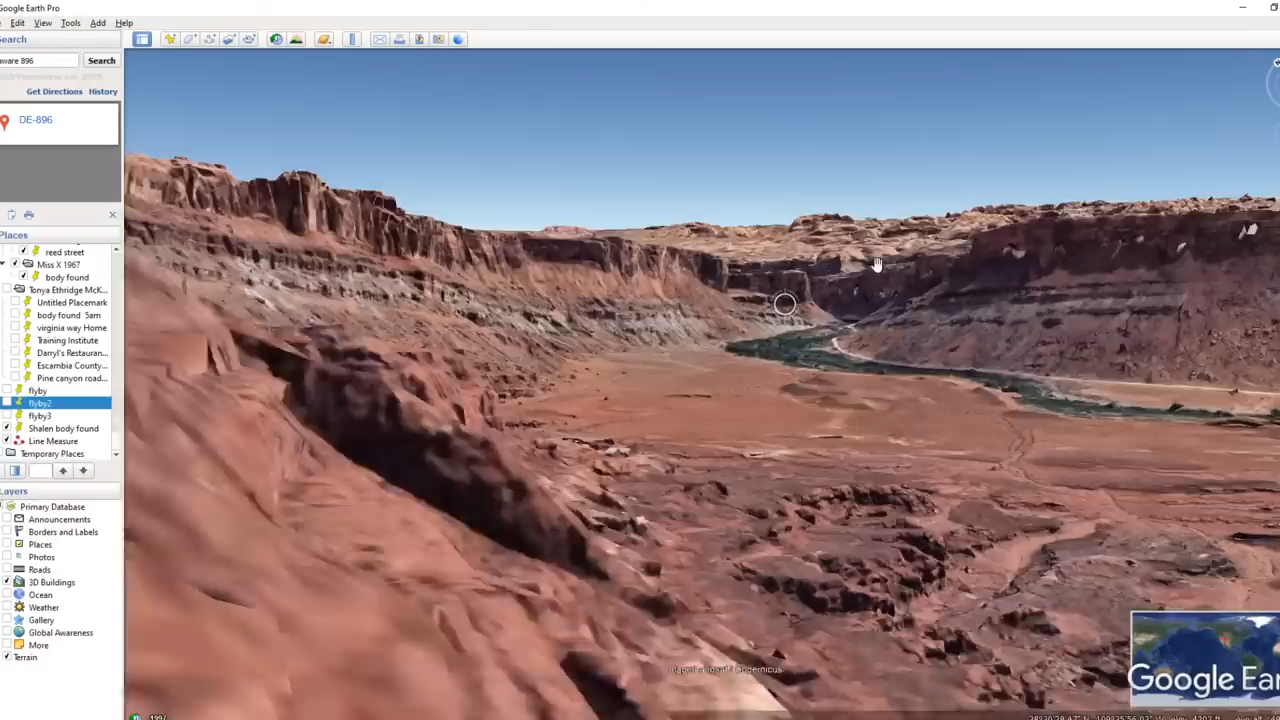 Google Earth Pro
Edit View Tools Add Help
Search
aware 896 Search
Get Directions History
DE-896
Places
reed street
Miss X 1967
body found
Tonya Ethridge McK...
Untitled Placemark
body found 5am
virginia way Home
Training Institute
Darryl's Restauran...
Escambia County...
Pine canyon road...
flyby
flyby2
flyby3
Shalen body found
Line Measure
Temporary Places
Layers
Primary Database
Announcements
Borders and Labels
Places
Photos
Roads
3D Buildings
Ocean
Weather
Gallery
Global Awareness
More
Terrain
Google Ear
1997